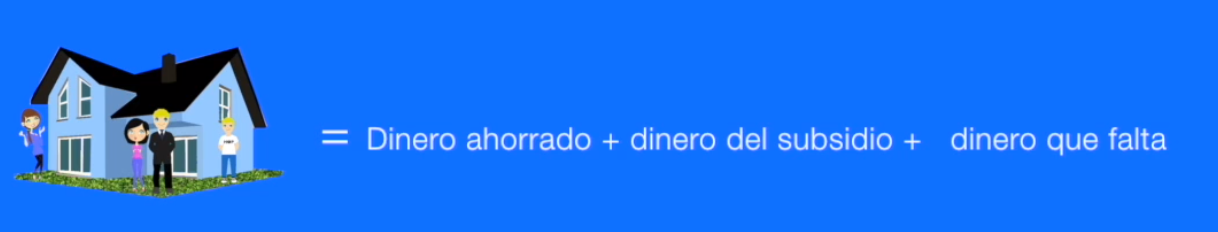 = Dinero ahorrado + dinero del subsidio + dinero que falta